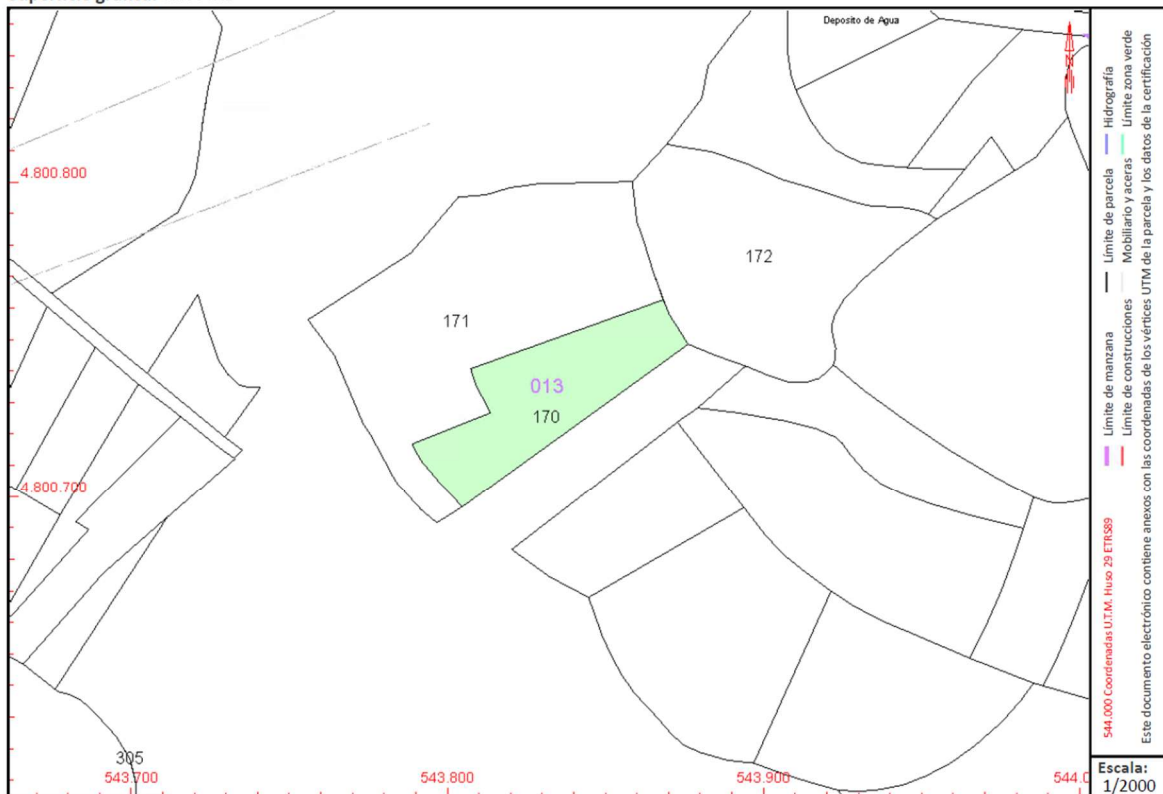 Deposito de Agua
4.800.800
172
171
013
170
4.800.700
305
543.700
543.800
543.900
Límite de manzana
Límite de parcela
Hidrografía
Límite de construcciones
Mobiliario y aceras
Límite zona verde
544.000 Coordenadas U.T.M. Huso 29 ETRS89
Este documento electrónico contiene anexos con las coordenadas de los vértices UTM de la parcela y los datos de la certificación
Escala:
1/2000